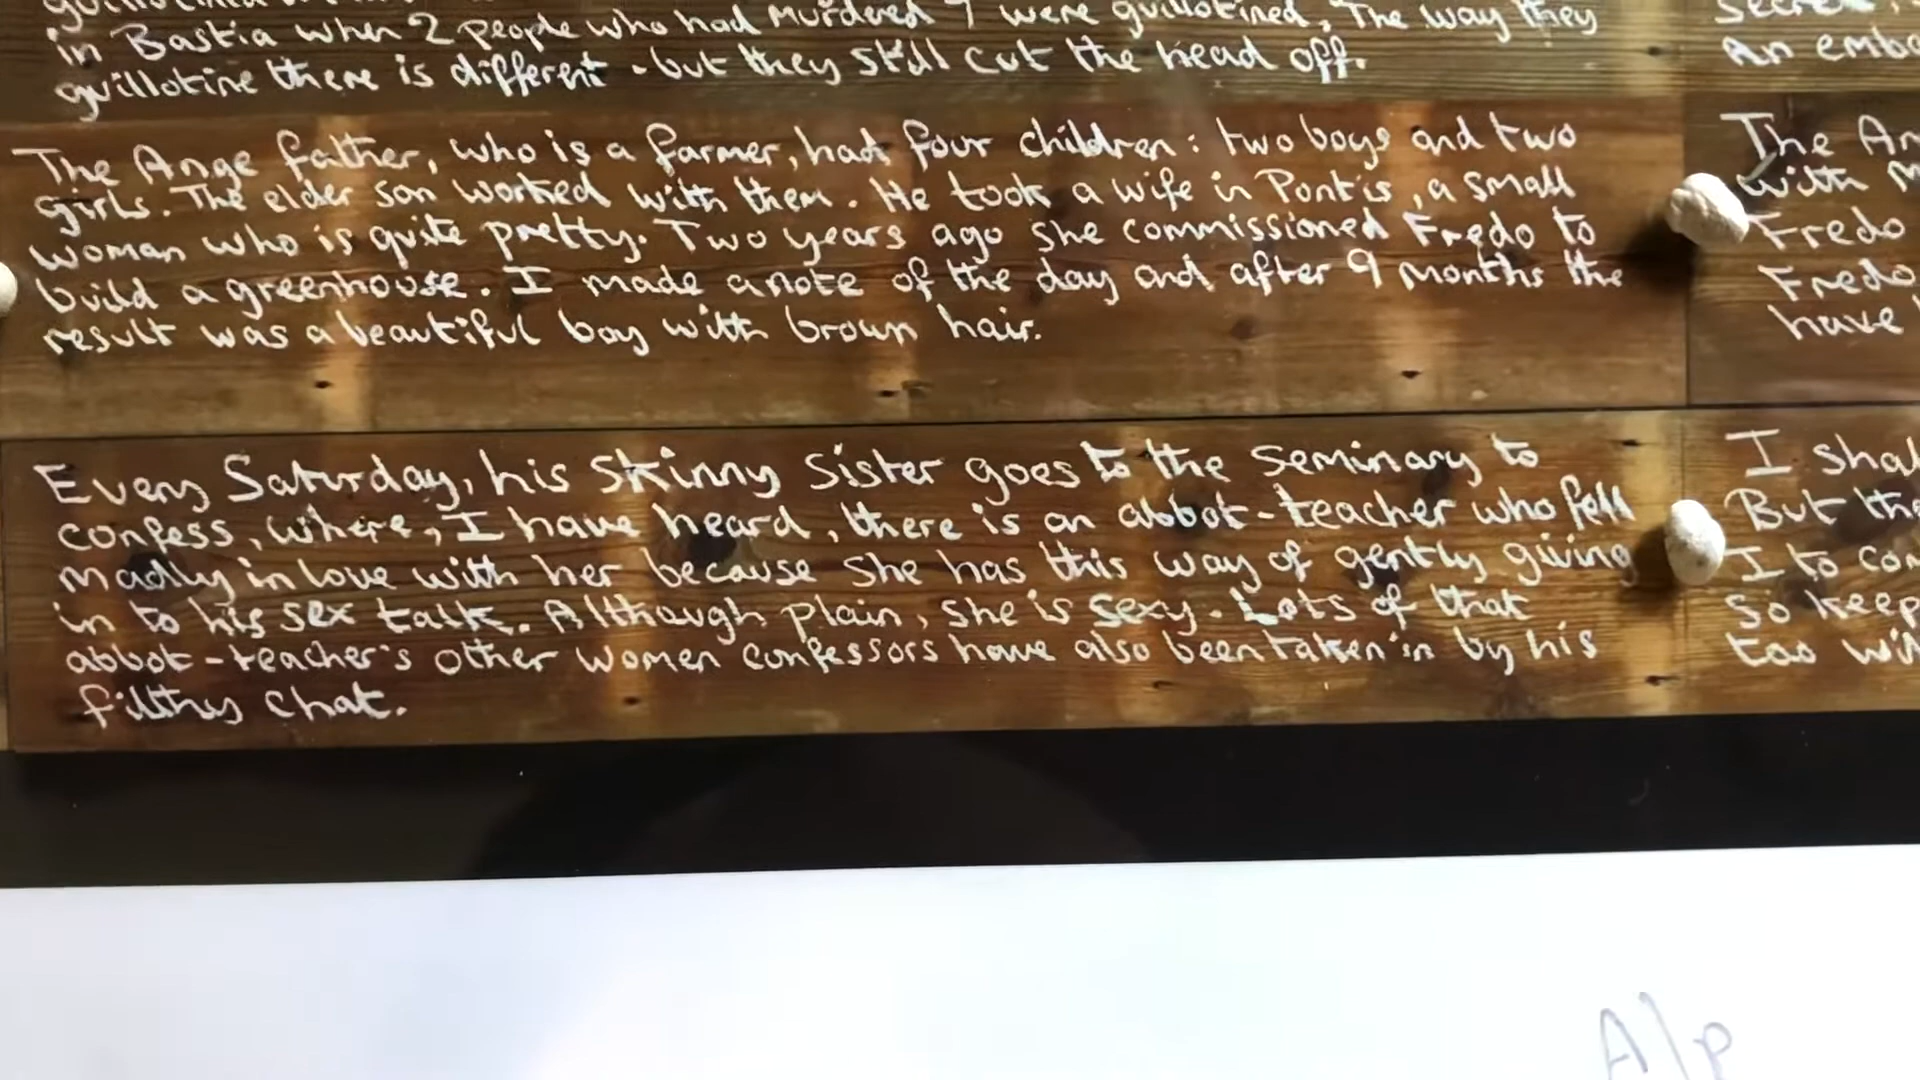 in Bastia when 2 people who had murdered 7 were guillotined. The way they
guillotine there is different - but they still cut the head off.
The Ange father, who is a farmer, had four children: two boys and two
girls. The elder son worked with them. He took a wife in Pontis, a small
woman who is quite pretty. Two years ago she commissioned Fredo to
build a greenhouse. I made a note of the day and after 9 months the
result was a beautiful boy with brown hair.
Every Saturday, his skinny sister goes to the seminary to
confess, where, I have heard, there is an abbot-teacher who fell
madly in love with her because she has this way of gently giving
in to his sex talk. Although plain, she is sexy. Lots of that
abbot-teacher's other women confessors have also been taken in by his
filthy chat.
An
The
with
Fredo
Fredo
have
I
But
I to
so keep
too
A/p